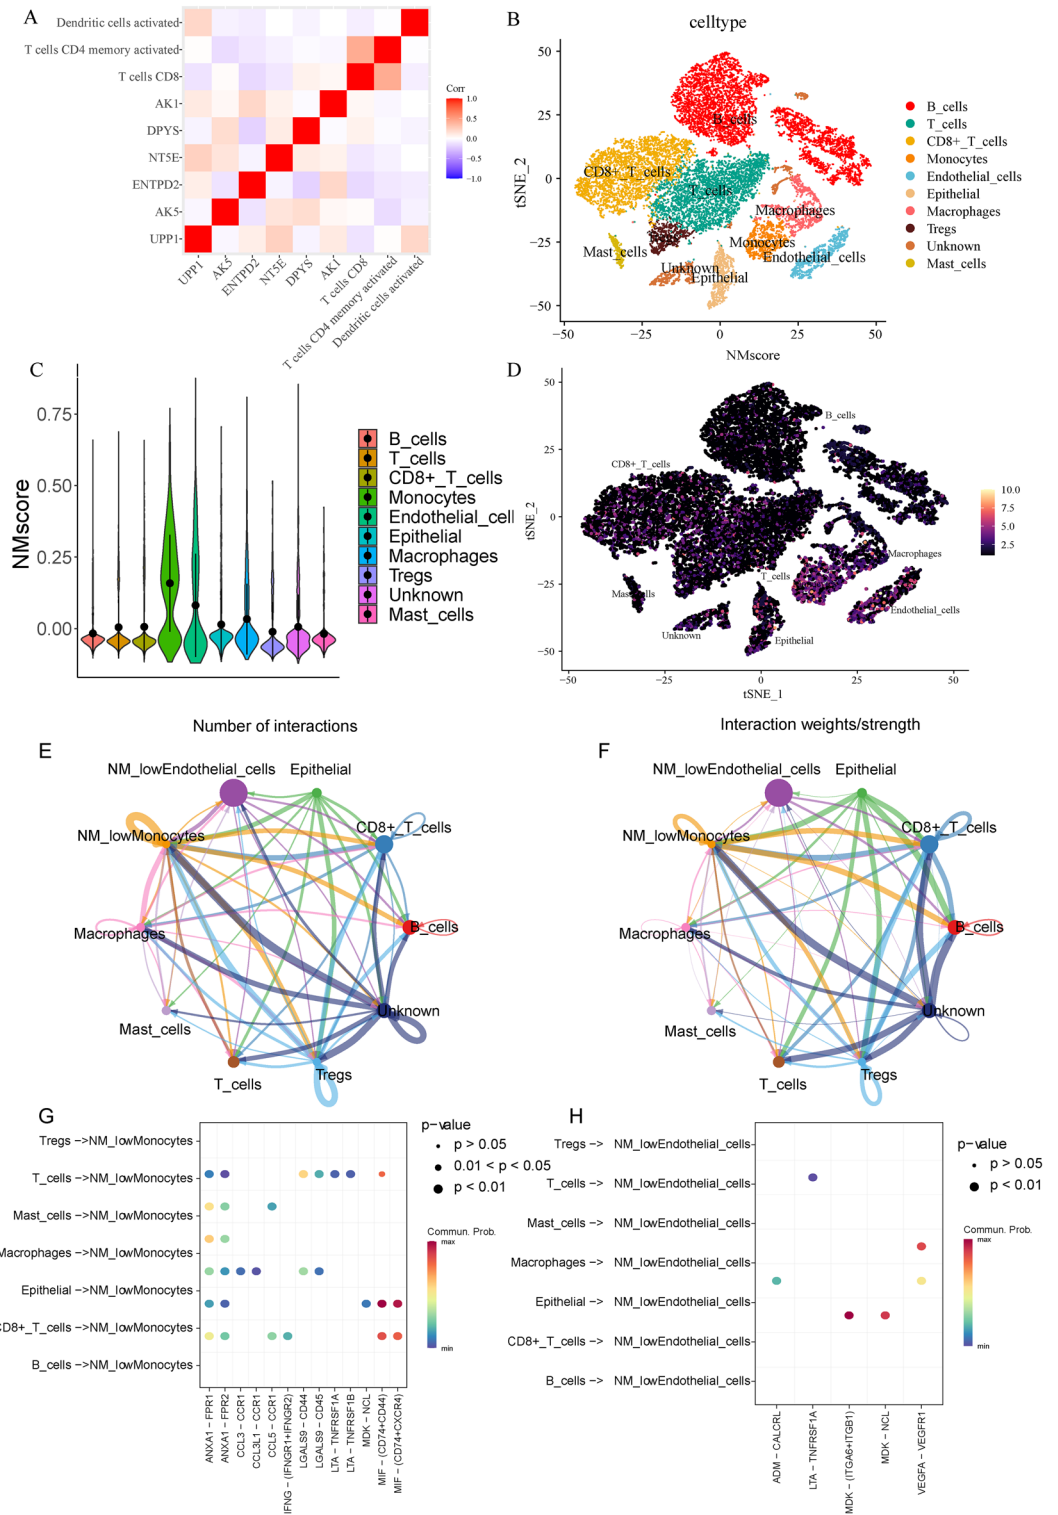 A
Dendritic cells activated
T cells CD4 memory activated
T cells CD8
AK1
DPYS
NT5E
ENTPD2
AK5
UPP1
UPP1
AK5
ENTPD2
NT5E
DPYS
AK1
T cells CD8
T cells CD4 memory activated
Dendritic cells activated
Corr
1.0
0.5
0.0
−0.5
−1.0
B
celltype
tSNE_2
50
25
0
−25
−50
−50
−25
0
25
50
B_cells
CD8+_T_cells
T_cells
Macrophages
Monocytes
Mast_cells
Endothelial_cells
Unknown
Epithelial
B_cells
T_cells
CD8+_T_cells
Monocytes
Endothelial_cells
Epithelial
Macrophages
Tregs
Unknown
Mast_cells
C
NMscore
0.75
0.50
0.25
0.00
B_cells
T_cells
CD8+_T_cells
Monocytes
Endothelial_cell
Epithelial
Macrophages
Tregs
Unknown
Mast_cells
D
NMscore
tSNE_2
50
25
0
−25
−50
−50
−25
0
25
50
tSNE_1
B_cells
CD8+_T_cells
Macrophages
T_cells
Mast_cells
Endothelial_cells
Unknown
Epithelial
10.0
7.5
5.0
2.5
E
Number of interactions
NM_lowEndothelial_cells
Epithelial
NM_lowMonocytes
CD8+_T_cells
Macrophages
B_cells
Mast_cells
Unknown
T_cells
Tregs
F
Interaction weights/strength
NM_lowEndothelial_cells
Epithelial
NM_lowMonocytes
CD8+_T_cells
Macrophages
B_cells
Mast_cells
Unknown
T_cells
Tregs
G
Tregs −>NM_lowMonocytes
T_cells −>NM_lowMonocytes
Mast_cells −>NM_lowMonocytes
Macrophages −>NM_lowMonocytes
Epithelial −>NM_lowMonocytes
CD8+_T_cells −>NM_lowMonocytes
B_cells −>NM_lowMonocytes
ANXA1 − FPR1
ANXA1 − FPR2
CCL3 − CCR1
CCL3L1 − CCR1
CCL5 − CCR1
IFNG − (IFNGR1+IFNGR2)
LGALS9 − CD44
LGALS9 − CD45
LTA − TNFRSF1A
LTA − TNFRSF1B
MDK − NCL
MIF − (CD74+CD44)
MIF − (CD74+CXCR4)
p−value
p > 0.05
0.01 < p < 0.05
p < 0.01
Commun. Prob.
max
min
H
Tregs −> NM_lowEndothelial_cells
T_cells −> NM_lowEndothelial_cells
Mast_cells −> NM_lowEndothelial_cells
Macrophages −> NM_lowEndothelial_cells
Epithelial −> NM_lowEndothelial_cells
CD8+_T_cells −> NM_lowEndothelial_cells
B_cells −> NM_lowEndothelial_cells
ADM − CALCRL
LTA − TNFRSF1A
MDK − (ITGA6+ITGB1)
MDK − NCL
VEGFA − VEGFR1
p−value
p > 0.05
p < 0.01
Commun. Prob.
max
min